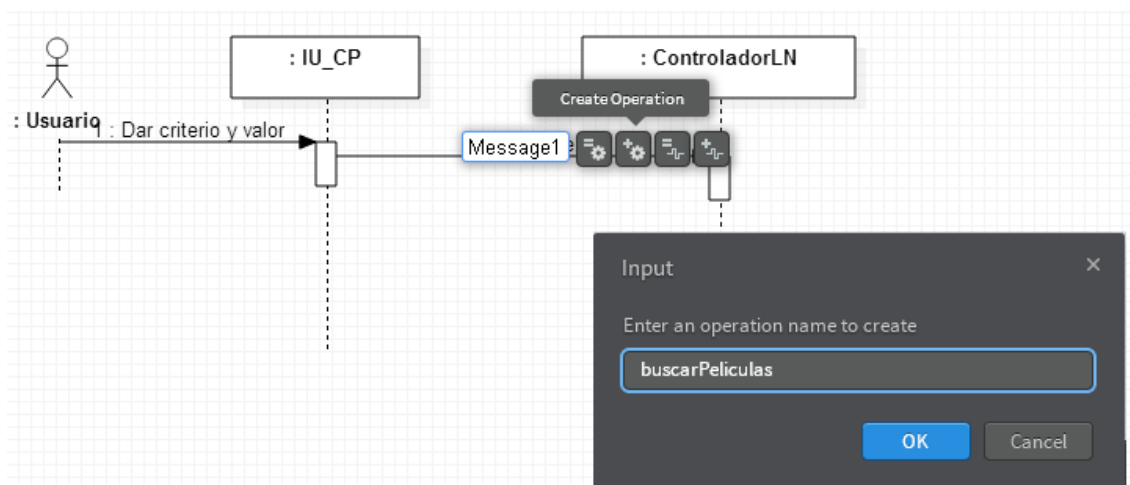 : IU_CP
: ControladorLN
Create Operation
: Usuario
1 : Dar criterio y valor
Message1
Input
Enter an operation name to create
buscarPeliculas
OK
Cancel